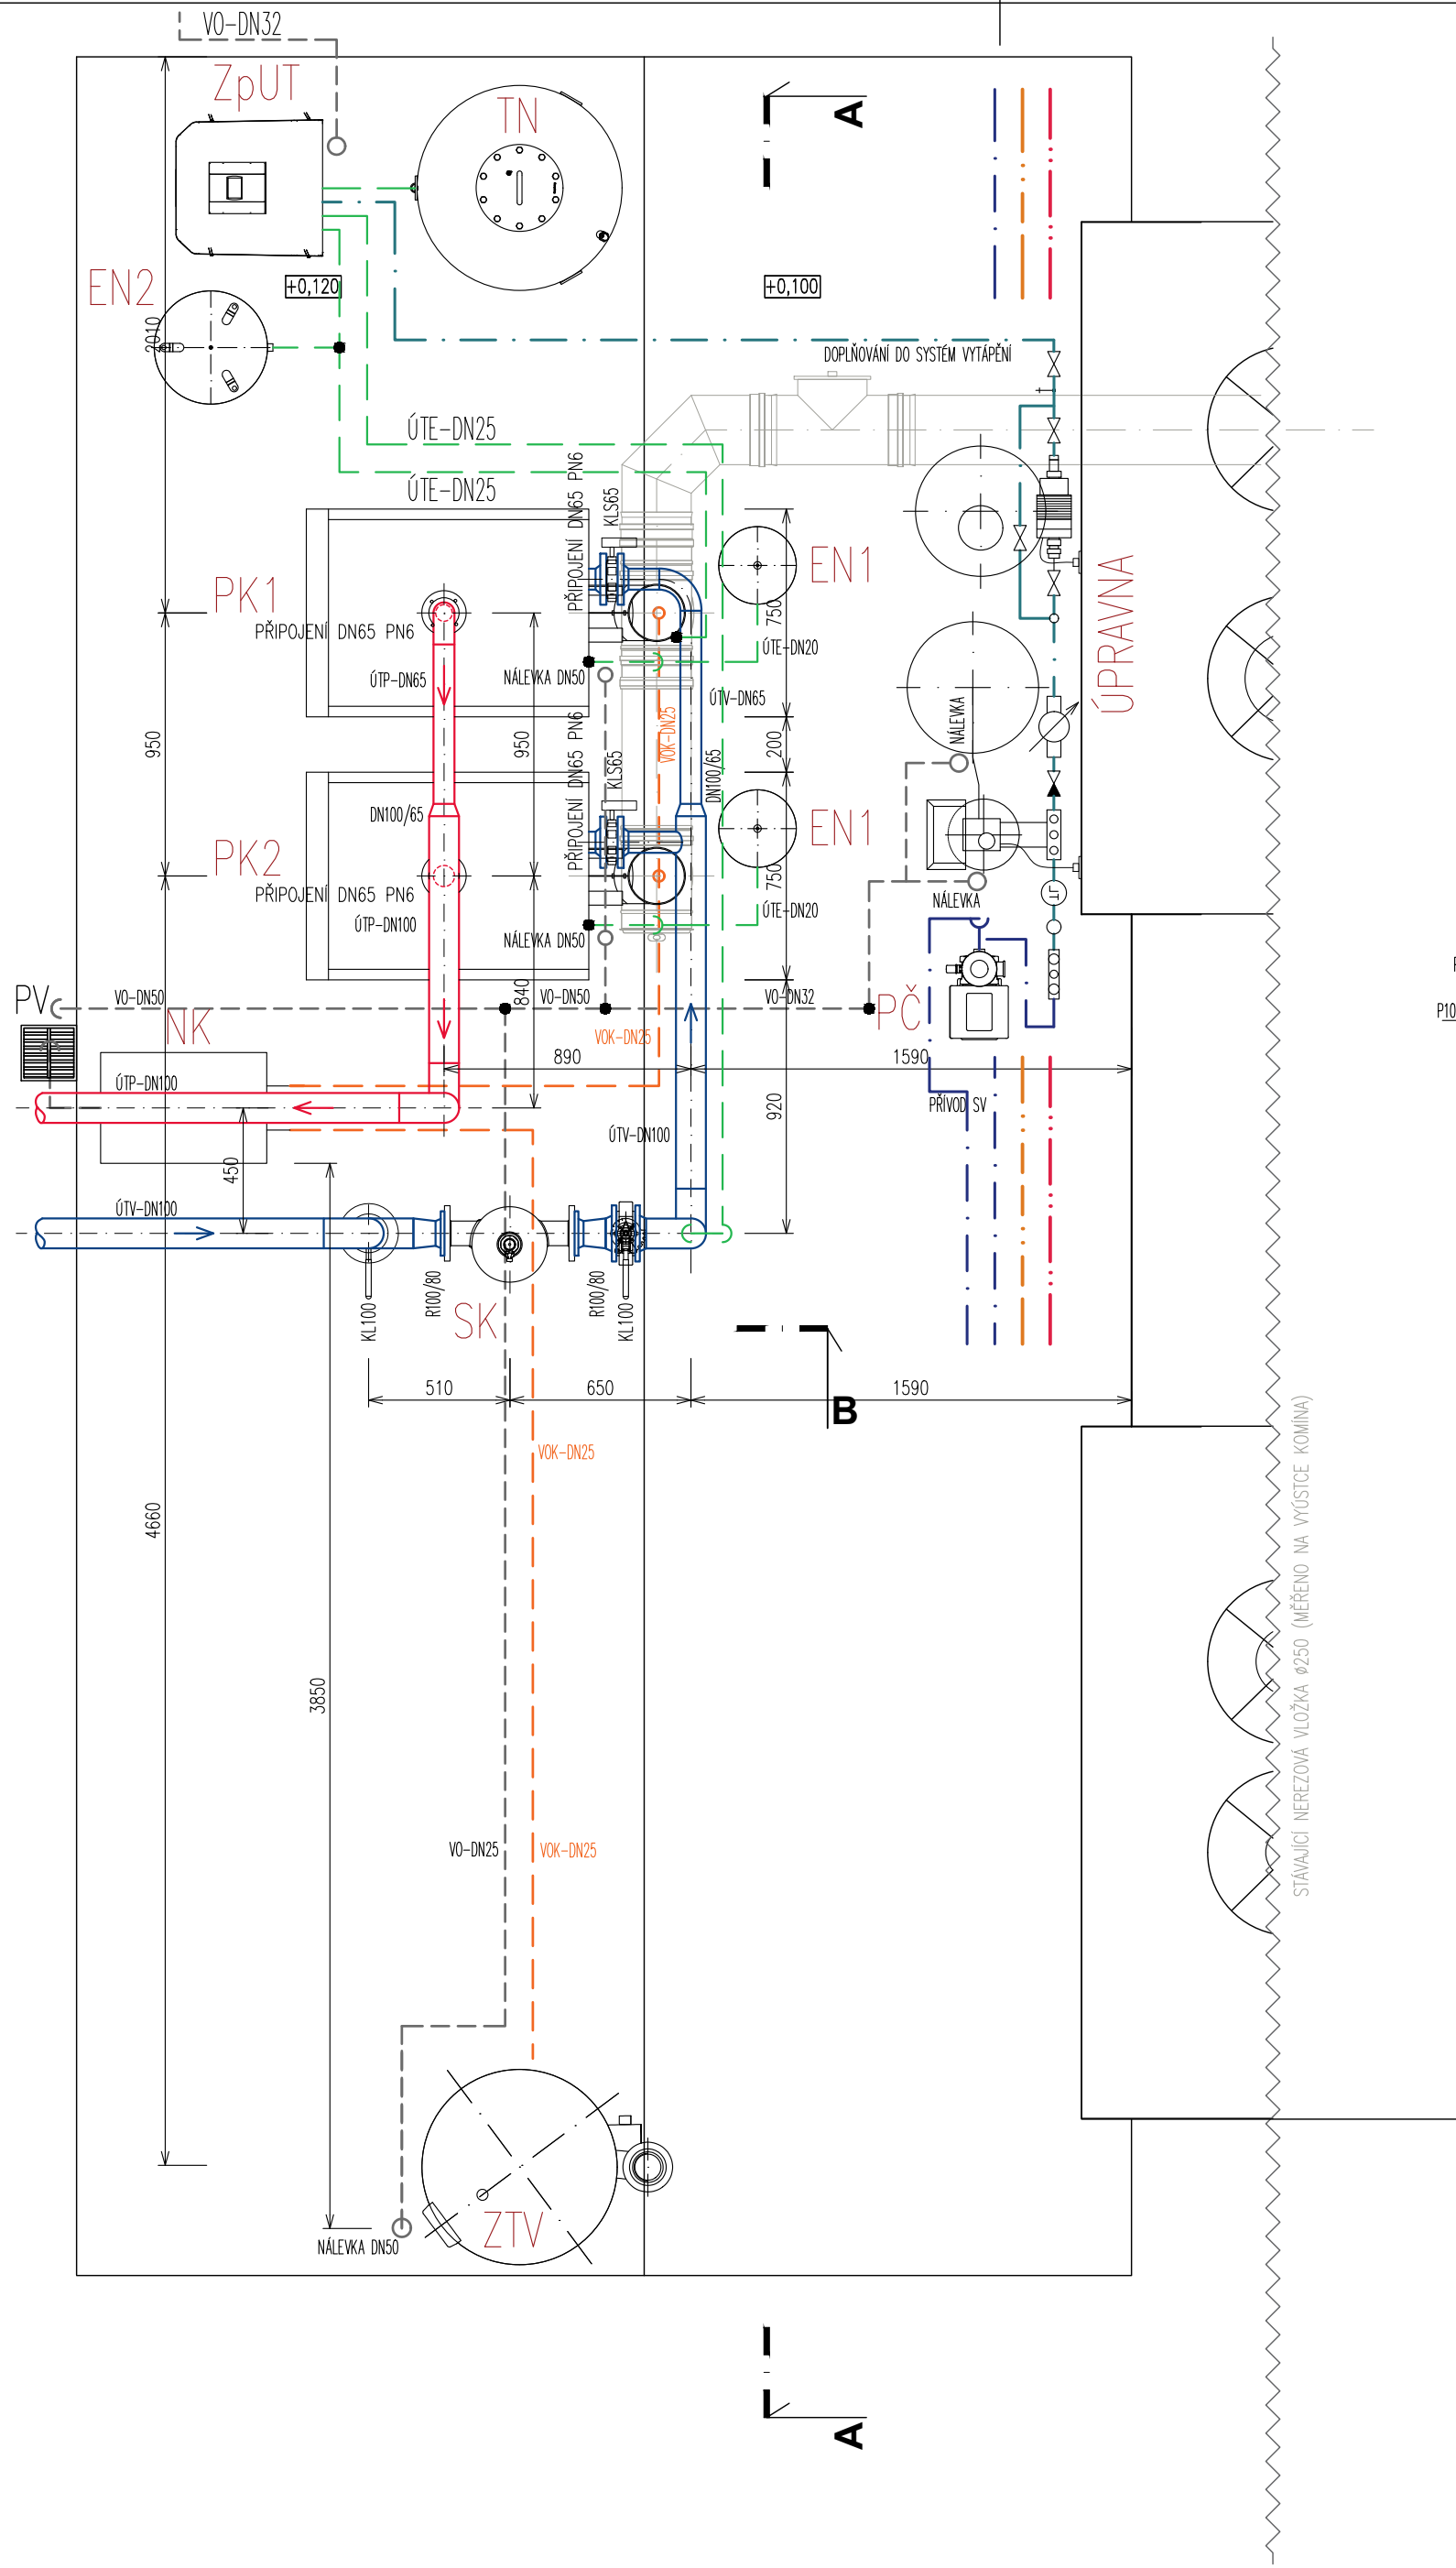 VO-DN32
ZpUT
TN
A
EN2
+0,120
+0,100
2010
DOPLŇOVÁNÍ DO SYSTÉM VYTÁPĚNÍ
ÚTE-DN25
ÚTE-DN25
PŘIPOJENÍ DN65 PN6
KLS65
EN1
PK1
PŘIPOJENÍ DN65 PN6
750
ÚPRAVNA
ÚTE-DN20
ÚTP-DN65
NÁLEVKA DN50
ÚTV-DN65
VOK-DN25
NÁLEVKA
950
950
200
PŘIPOJENÍ DN65 PN6
KLS65
DN100/65
DN100/65
EN1
PK2
PŘIPOJENÍ DN65 PN6
750
NÁLEVKA
ÚTP-DN100
ÚTE-DN20
NÁLEVKA DN50
PV
VO-DN50
840
VO-DN50
VO-DN32
PČ
NK
VOK-DN25
890
1590
ÚTP-DN100
920
PŘÍVOD SV
ÚTV-DN100
450
ÚTV-DN100
KL100
R100/80
SK
R100/80
KL100
510
650
1590
B
VOK-DN25
4660
STÁVAJÍCÍ NEREZOVÁ VLOŽKA ø250 (MĚŘENO NA VYÚSTCE KOMÍNA)
3850
VO-DN25
VOK-DN25
ZTV
NÁLEVKA DN50
A
P10